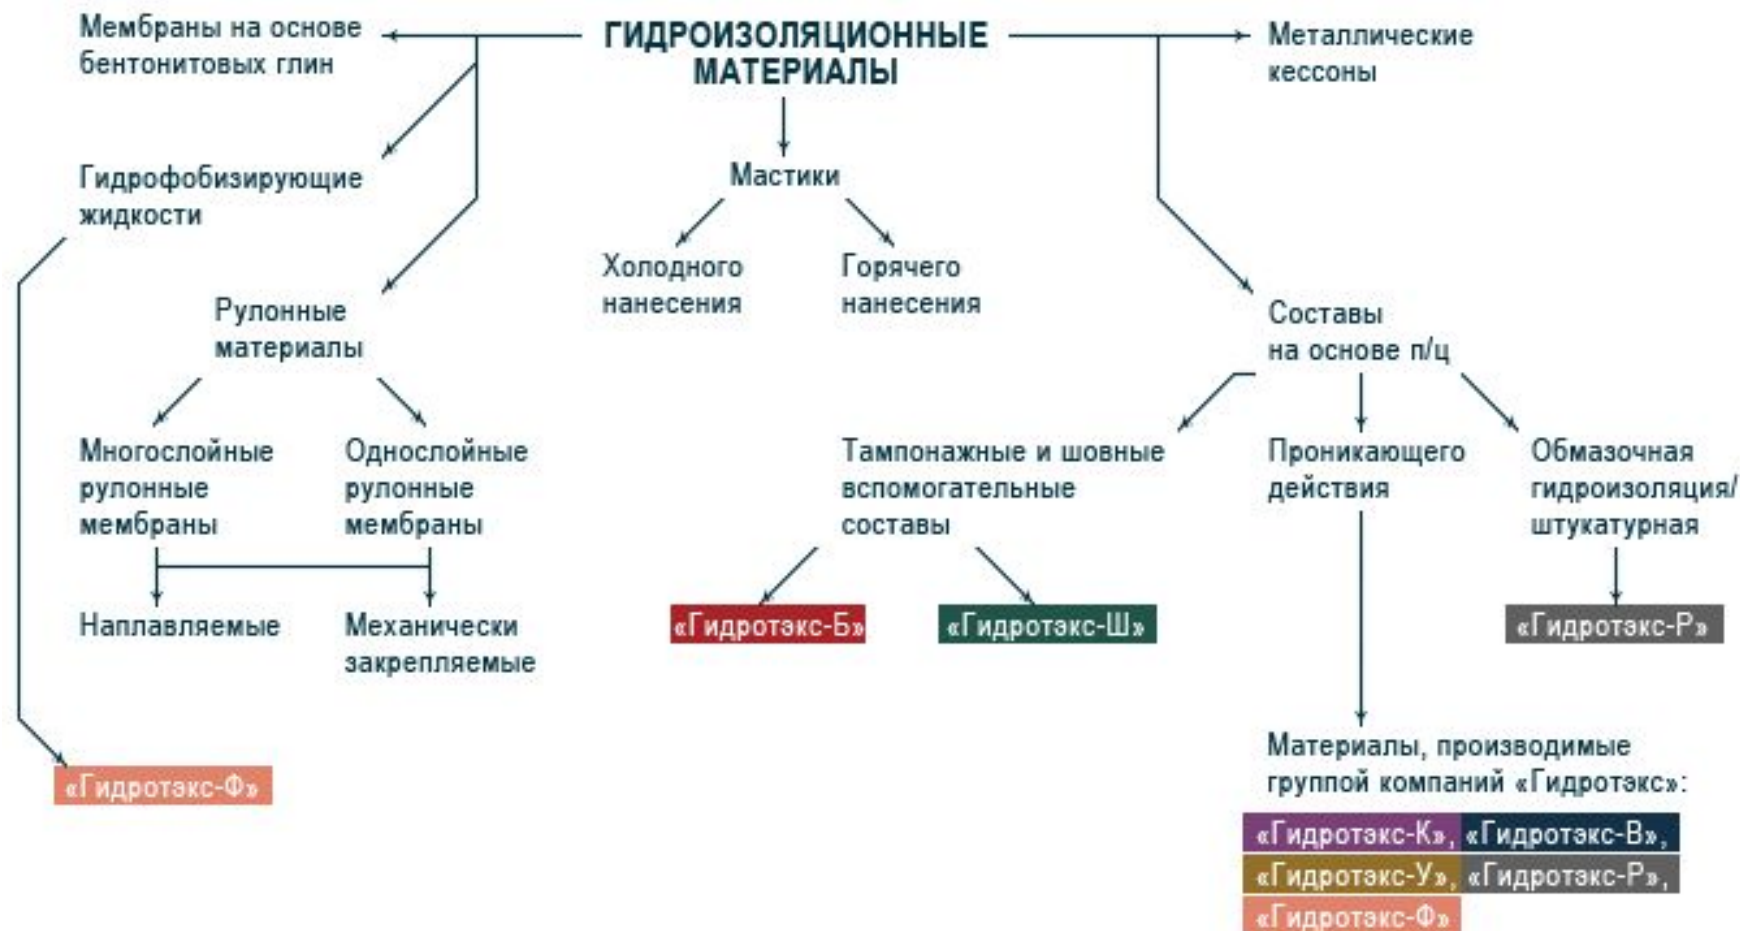 Мембраны на основе
бентонитовых глин
ГИДРОИЗОЛЯЦИОННЫЕ
МАТЕРИАЛЫ
Металлические
кессоны
Гидрофобизирующие
жидкости
Мастики
Холодного
нанесения
Горячего
нанесения
Рулонные
материалы
Составы
на основе п/ц
Многослойные
рулонные
мембраны
Однослойные
рулонные
мембраны
Тампонажные и шовные
вспомогательные
составы
Проникающего
действия
Обмазочная
гидроизоляция/
штукатурная
Наплавляемые
Механически
закрепляемые
«Гидротэкс-Б»
«Гидротэкс-Ш»
«Гидротэкс-Р»
«Гидротэкс-Ф»
Материалы, производимые
группой компаний «Гидротэкс»:
«Гидротэкс-К», «Гидротэкс-В»,
«Гидротэкс-У», «Гидротэкс-Р»,
«Гидротэкс-Ф»